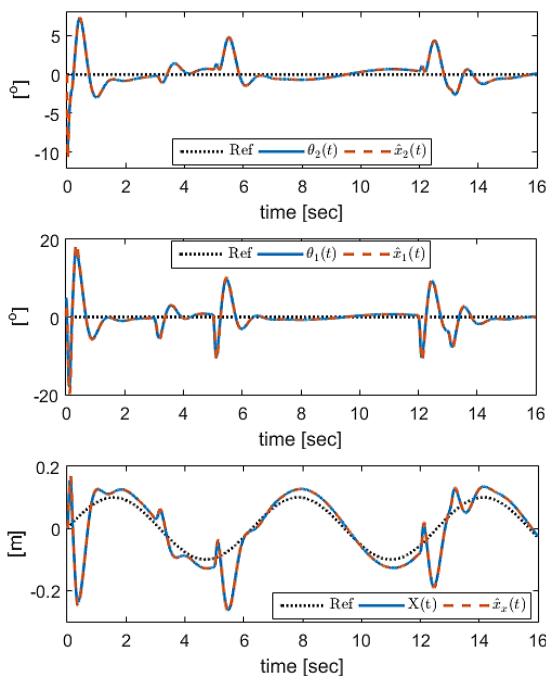 5
0
-5
-10
[°]
Ref θ₂(t) x̂₂(t)
0 2 4 6 8 10 12 14 16
time [sec]
20
0
-20
[°]
Ref θ₁(t) x̂₁(t)
0 2 4 6 8 10 12 14 16
time [sec]
0.2
0
-0.2
[m]
Ref X(t) x̂ₓ(t)
0 2 4 6 8 10 12 14 16
time [sec]